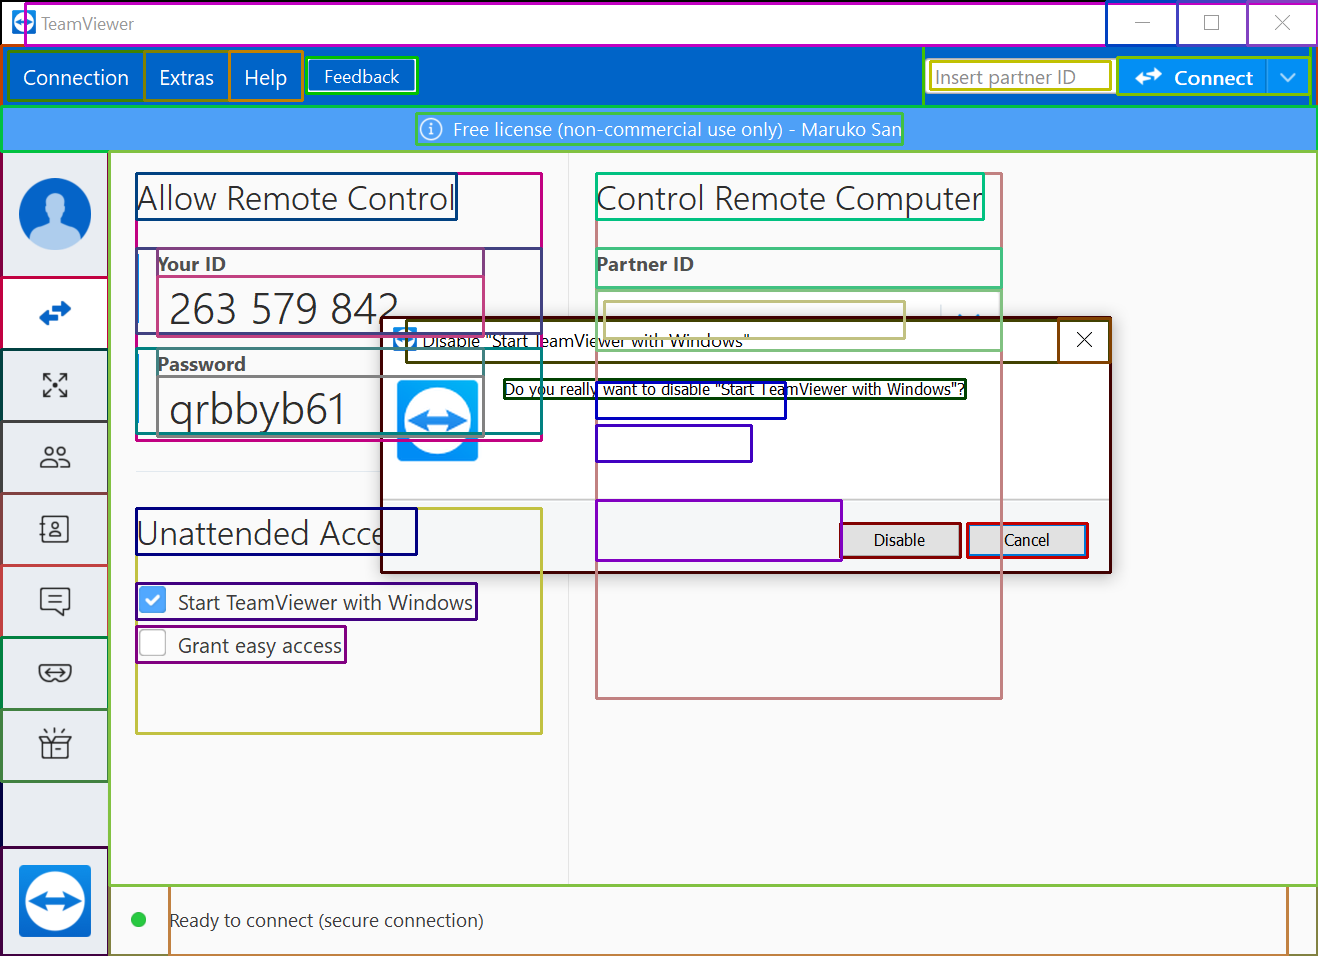 TeamViewer
Connection Extras Help Feedback
Insert partner ID
Connect
Free license (non-commercial use only) - Maruko San
Allow Remote Control
Your ID
263 579 842
Password
qrbbyb61
Control Remote Computer
Partner ID
Disable "Start TeamViewer with Windows"
Do you really want to disable "Start TeamViewer with Windows"?
Disable
Cancel
Unattended Acce
Start TeamViewer with Windows
Grant easy access
Ready to connect (secure connection)